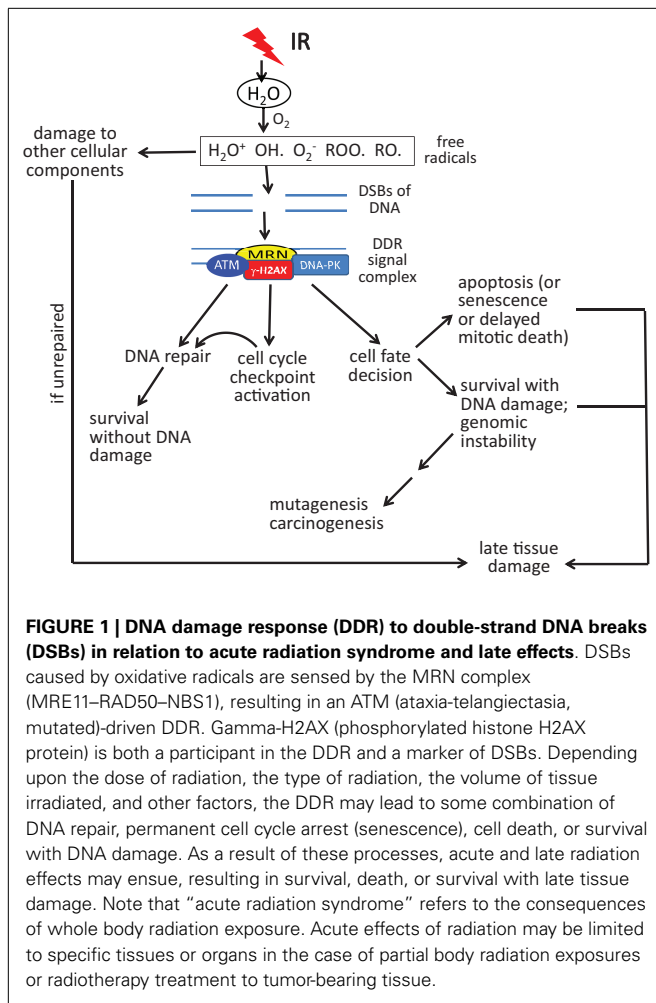 IR
H₂O
O₂
damage to
other cellular
components
H₂O⁺ OH. O₂⁻ ROO. RO.
free
radicals
DSBs of
DNA
DDR
signal
complex
MRN
ATM
γ-H2AX
DNA-PK
if unrepaired
DNA repair
cell cycle
checkpoint
activation
cell fate
decision
apoptosis (or
senescence
or delayed
mitotic death)
survival
without DNA
damage
survival with
DNA damage;
genomic
instability
mutagenesis
carcinogenesis
late tissue
damage
FIGURE 1 | DNA damage response (DDR) to double-strand DNA breaks
(DSBs) in relation to acute radiation syndrome and late effects. DSBs
caused by oxidative radicals are sensed by the MRN complex
(MRE11–RAD50–NBS1), resulting in an ATM (ataxia-telangiectasia,
mutated)-driven DDR. Gamma-H2AX (phosphorylated histone H2AX
protein) is both a participant in the DDR and a marker of DSBs. Depending
upon the dose of radiation, the type of radiation, the volume of tissue
irradiated, and other factors, the DDR may lead to some combination of
DNA repair, permanent cell cycle arrest (senescence), cell death, or survival
with DNA damage. As a result of these processes, acute and late radiation
effects may ensue, resulting in survival, death, or survival with late tissue
damage. Note that “acute radiation syndrome” refers to the consequences
of whole body radiation exposure. Acute effects of radiation may be limited
to specific tissues or organs in the case of partial body radiation exposures
or radiotherapy treatment to tumor-bearing tissue.